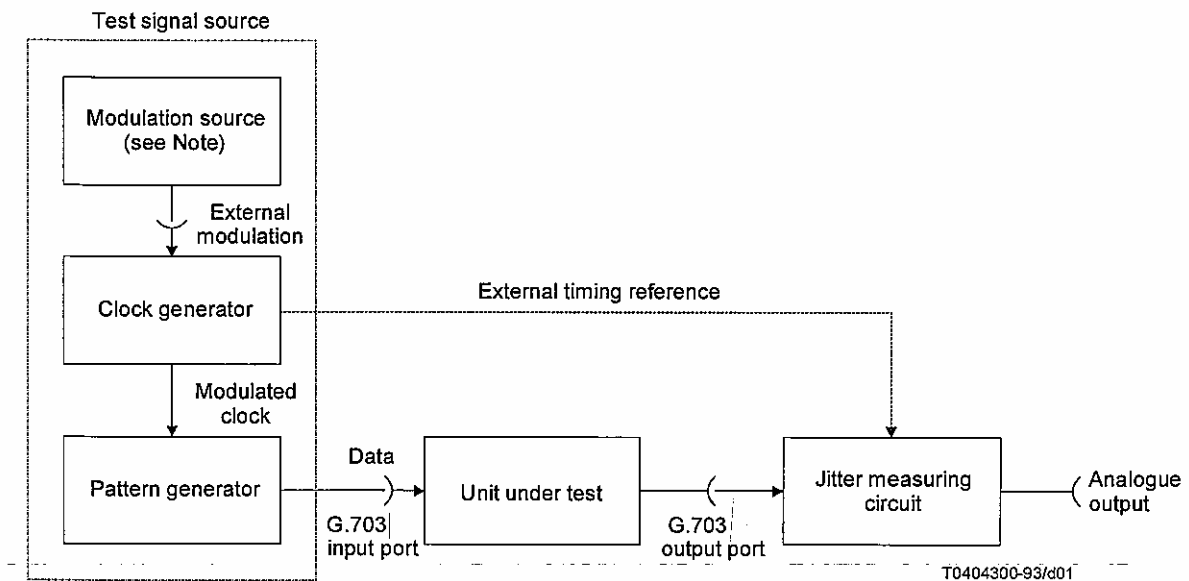 Test signal source
Modulation source
(see Note)
External
modulation
Clock generator
External timing reference
Modulated
clock
Pattern generator
Data
G.703
input port
Unit under test
G.703
output port
Jitter measuring
circuit
Analogue
output
T0404300-93/d01